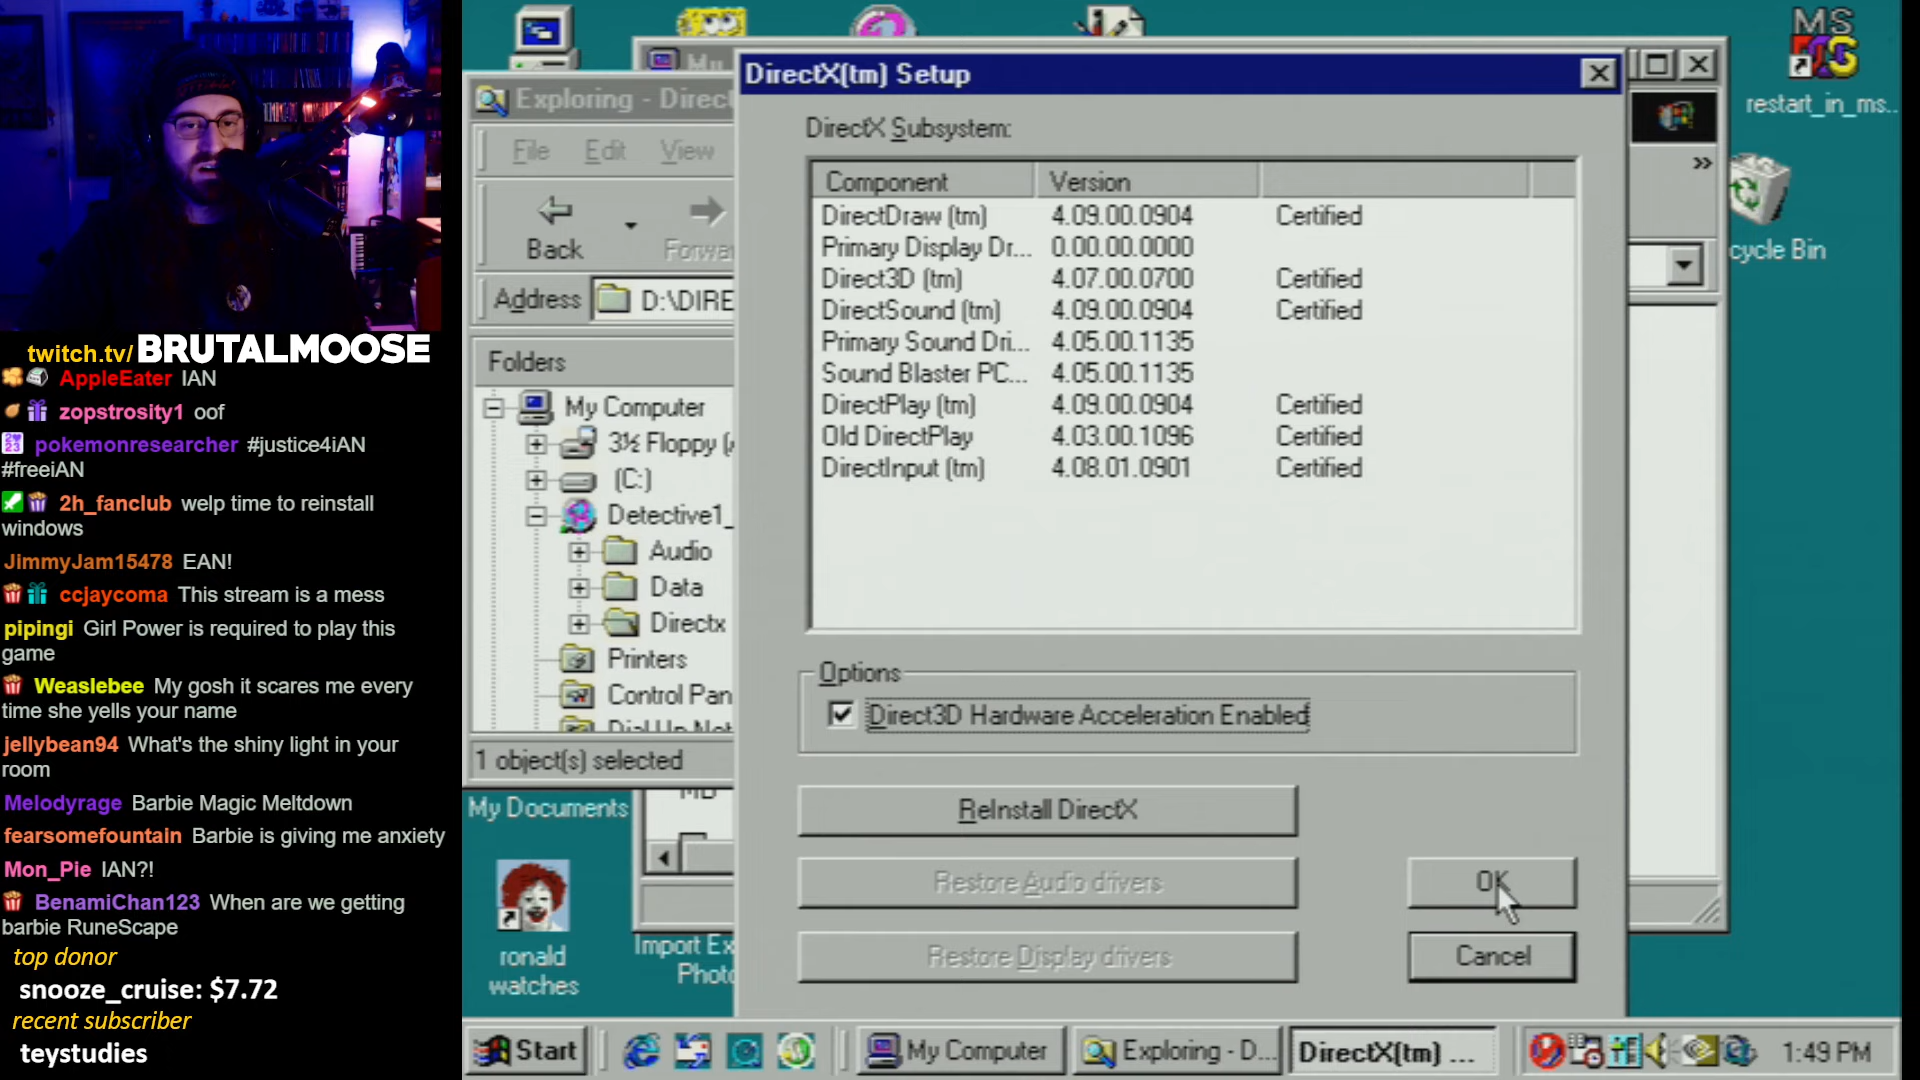 twitch.tv/BRUTALMOOSE
AppleEater IAN
zopstrosity1 oof
pokemonresearcher #justice4iAN
#freeiAN
2h_fanclub welp time to reinstall
windows
JimmyJam15478 EAN!
ccjaycoma This stream is a mess
pipingi Girl Power is required to play this
game
Weaslebee My gosh it scares me every
time she yells your name
jellybean94 What's the shiny light in your
room
Melodyrage Barbie Magic Meltdown
fearsomefountain Barbie is giving me anxiety
Mon_Pie IAN?!
BenamiChan123 When are we getting
barbie RuneScape
top donor
snooze_cruise: $7.72
recent subscriber
teystudies
My
Exploring - Direct
File Edit View
Back Forwa
Address D:\DIRE
Folders
My Computer
3½ Floppy (
(C:)
Detective1_
Audio
Data
Directx
Printers
Control Pan
Dial-Up Net
1 object(s) selected
My Documents
ronald
watches
Import Ex
Photo
DirectX(tm) Setup
DirectX Subsystem:
Component Version
DirectDraw (tm) 4.09.00.0904 Certified
Primary Display Dr... 0.00.00.0000
Direct3D (tm) 4.07.00.0700 Certified
DirectSound (tm) 4.09.00.0904 Certified
Primary Sound Dri... 4.05.00.1135
Sound Blaster PC... 4.05.00.1135
DirectPlay (tm) 4.09.00.0904 Certified
Old DirectPlay 4.03.00.1096 Certified
DirectInput (tm) 4.08.01.0901 Certified
Options
Direct3D Hardware Acceleration Enabled
ReInstall DirectX
Restore Audio drivers
OK
Restore Display drivers
Cancel
MS
restart_in_ms...
cycle Bin
Start
My Computer
Exploring - D...
DirectX(tm) ...
1:49 PM